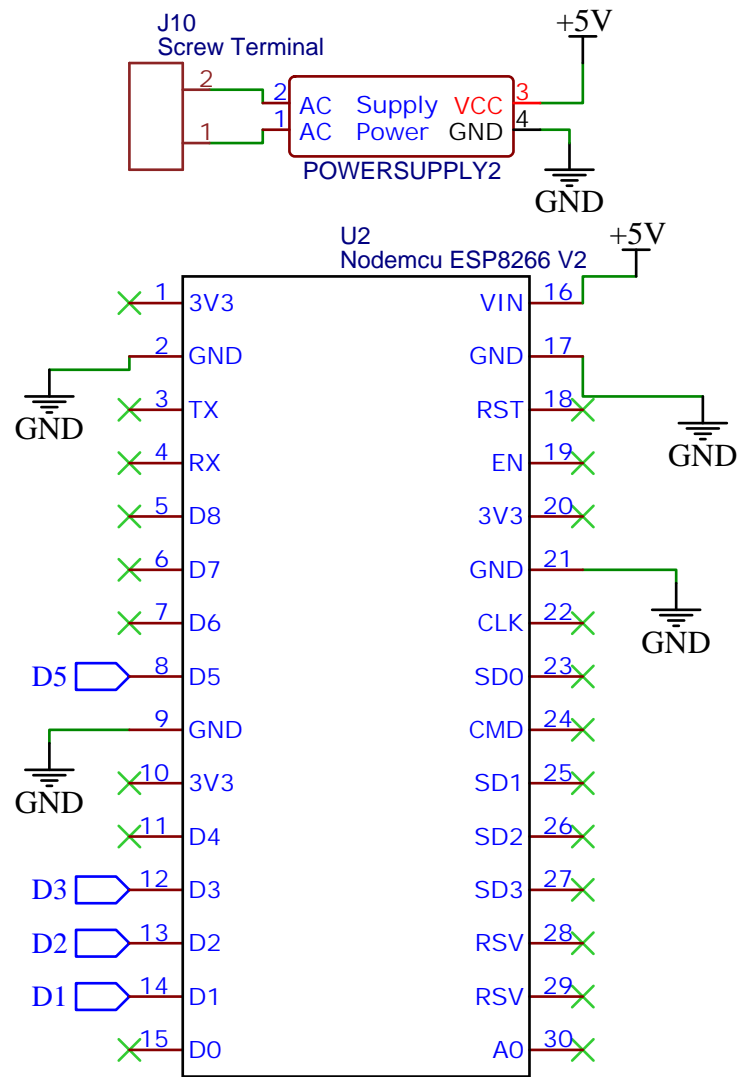 J10
Screw Terminal
+5V
2 2 AC Supply VCC 3
1 1 AC Power GND 4
POWERSUPPLY2
GND
U2
Nodemcu ESP8266 V2
+5V
1 3V3 VIN 16
2 GND GND 17
GND
3 TX RST 18
GND
4 RX EN 19
5 D8 3V3 20
6 D7 GND 21
GND
7 D6 CLK 22
D5 8 D5 SD0 23
9 GND CMD 24
GND
10 3V3 SD1 25
11 D4 SD2 26
D3 12 D3 SD3 27
D2 13 D2 RSV 28
D1 14 D1 RSV 29
15 D0 A0 30